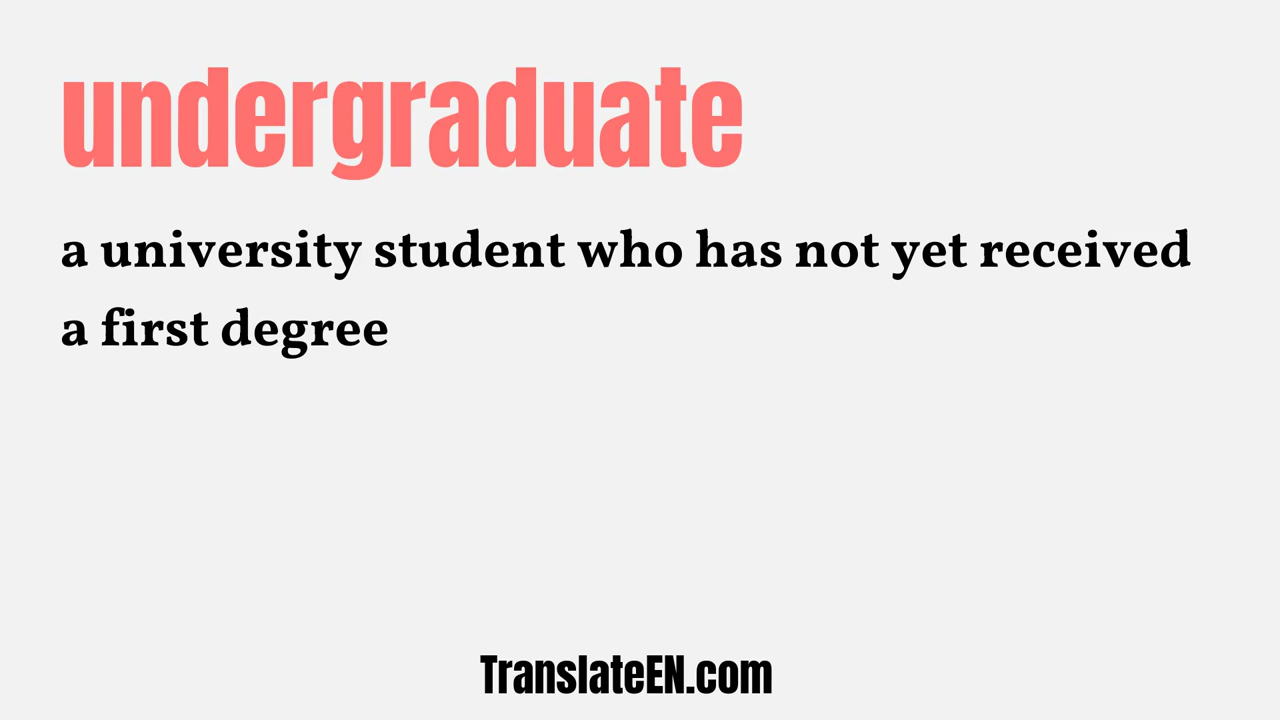 undergraduate
a university student who has not yet received
a first degree
TranslateEN.com